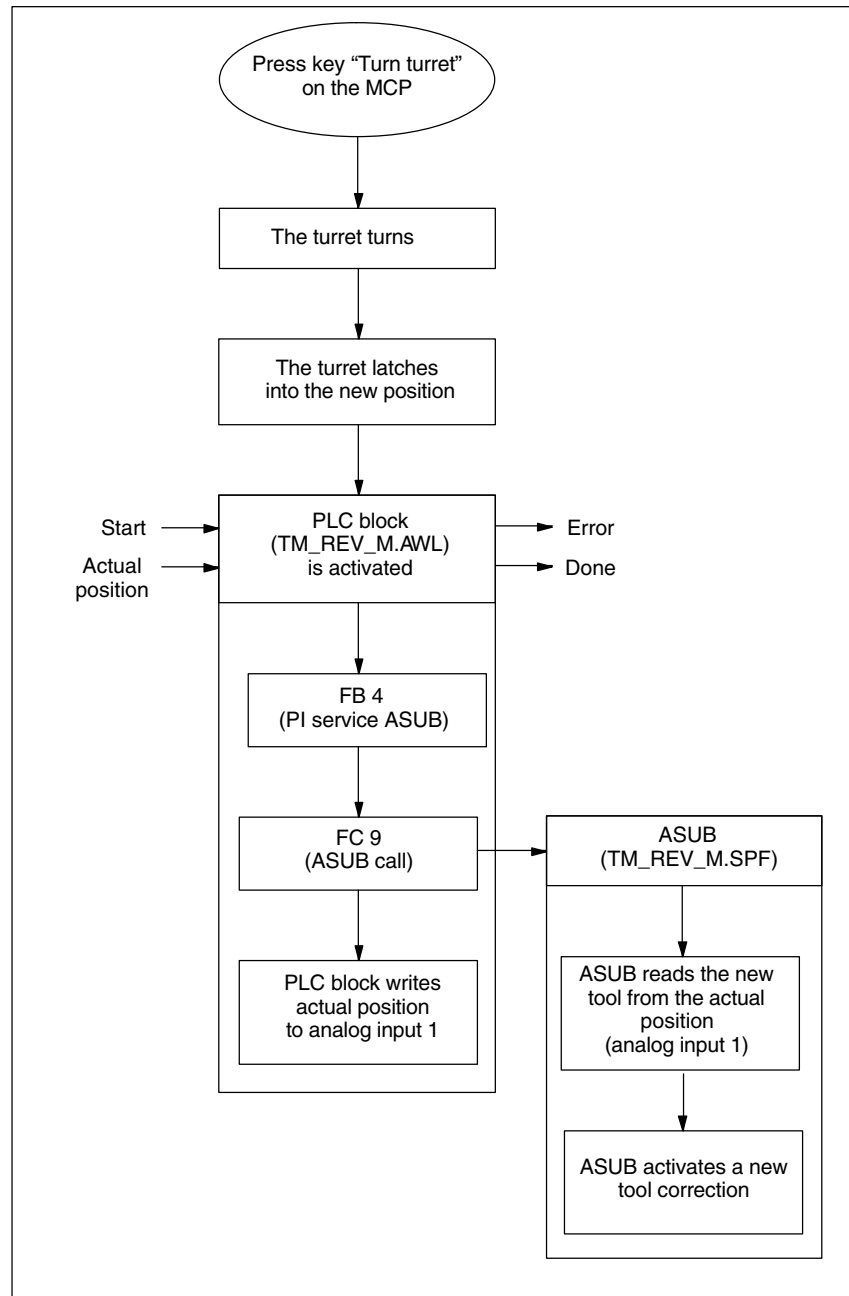 Press key “Turn turret”
on the MCP
The turret turns
The turret latches
into the new position
Start
Actual
position
PLC block
(TM_REV_M.AWL)
is activated
Error
Done
FB 4
(PI service ASUB)
FC 9
(ASUB call)
PLC block writes
actual position
to analog input 1
ASUB
(TM_REV_M.SPF)
ASUB reads the new
tool from the actual
position
(analog input 1)
ASUB activates a new
tool correction